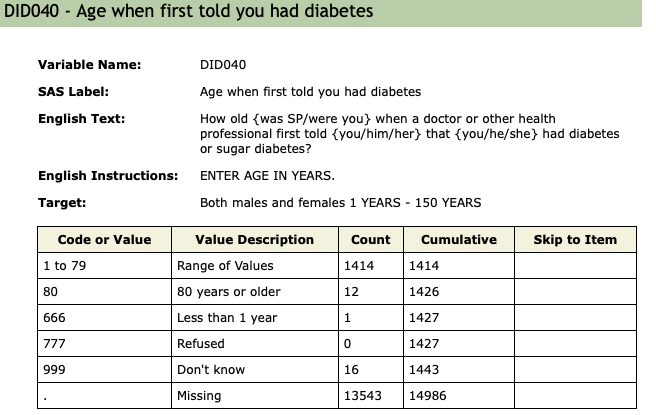 DID040 - Age when first told you had diabetes
Variable Name: DID040
SAS Label: Age when first told you had diabetes
English Text: How old {was SP/were you} when a doctor or other health
professional first told {you/him/her} that {you/he/she} had diabetes
or sugar diabetes?
English Instructions: ENTER AGE IN YEARS.
Target: Both males and females 1 YEARS - 150 YEARS
Code or Value Value Description Count Cumulative Skip to Item
1 to 79 Range of Values 1414 1414
80 80 years or older 12 1426
666 Less than 1 year 1 1427
777 Refused 0 1427
999 Don't know 16 1443
. Missing 13543 14986